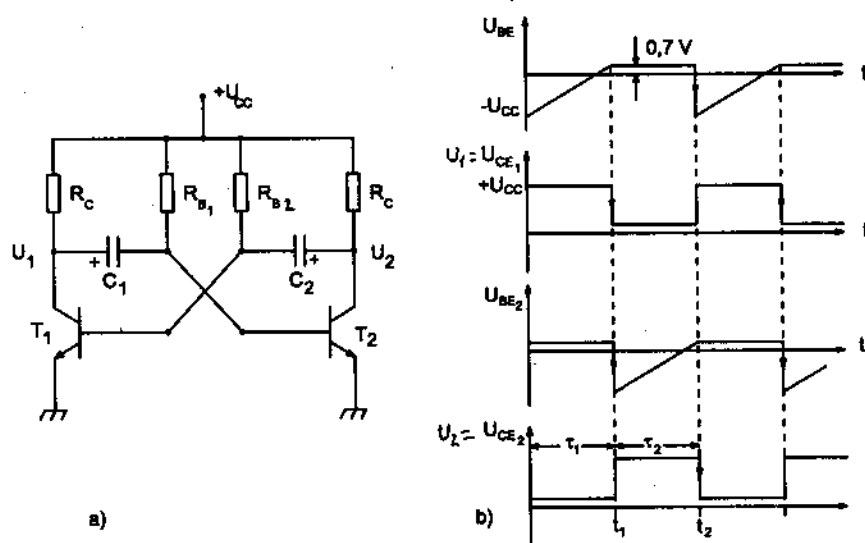 +U_CC
R_C
R_B1
R_B2
R_C
U_1
+
C_1
C_2
+
U_2
T_1
T_2
a)
U_BE
0,7 V
t
-U_CC
U_1 = U_CE1
+U_CC
t
U_BE2
t
U_2 = U_CE2
τ_1
τ_2
b)
t_1
t_2